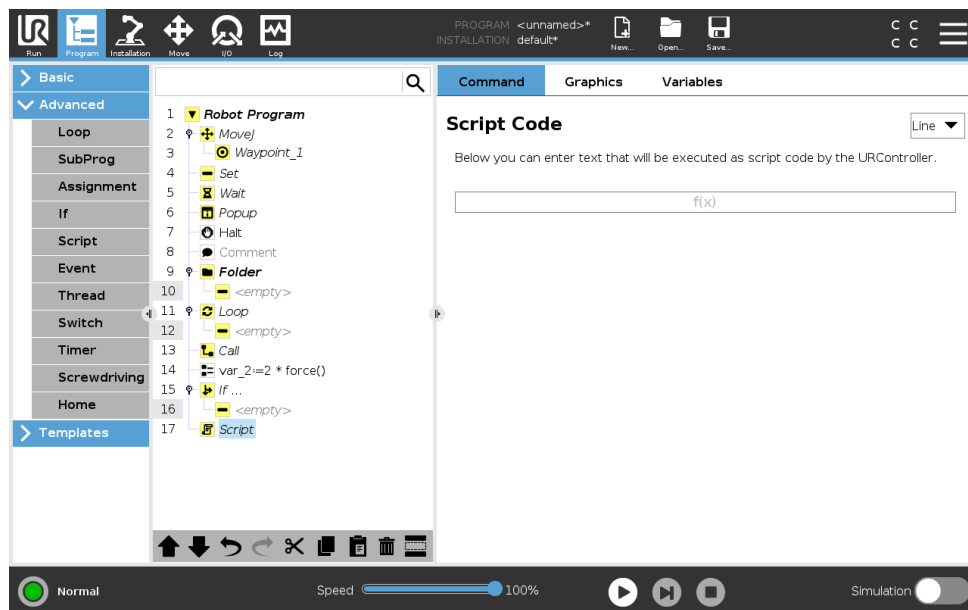 UR
PROGRAM <unnamed>*
INSTALLATION default*
C C
C C
Run Program Installation Move I/O Log New... Open... Save...
Basic
Advanced
Loop
SubProg
Assignment
If
Script
Event
Thread
Switch
Timer
Screwdriving
Home
Templates
1 Robot Program
2 MoveJ
3 Waypoint_1
4 Set
5 Wait
6 Popup
7 Halt
8 Comment
9 Folder
10 <empty>
11 Loop
12 <empty>
13 Call
14 var_2:=2 * force()
15 If ...
16 <empty>
17 Script
Command Graphics Variables
Script Code
Line
Below you can enter text that will be executed as script code by the URController.
f(x)
Normal
Speed 100%
Simulation